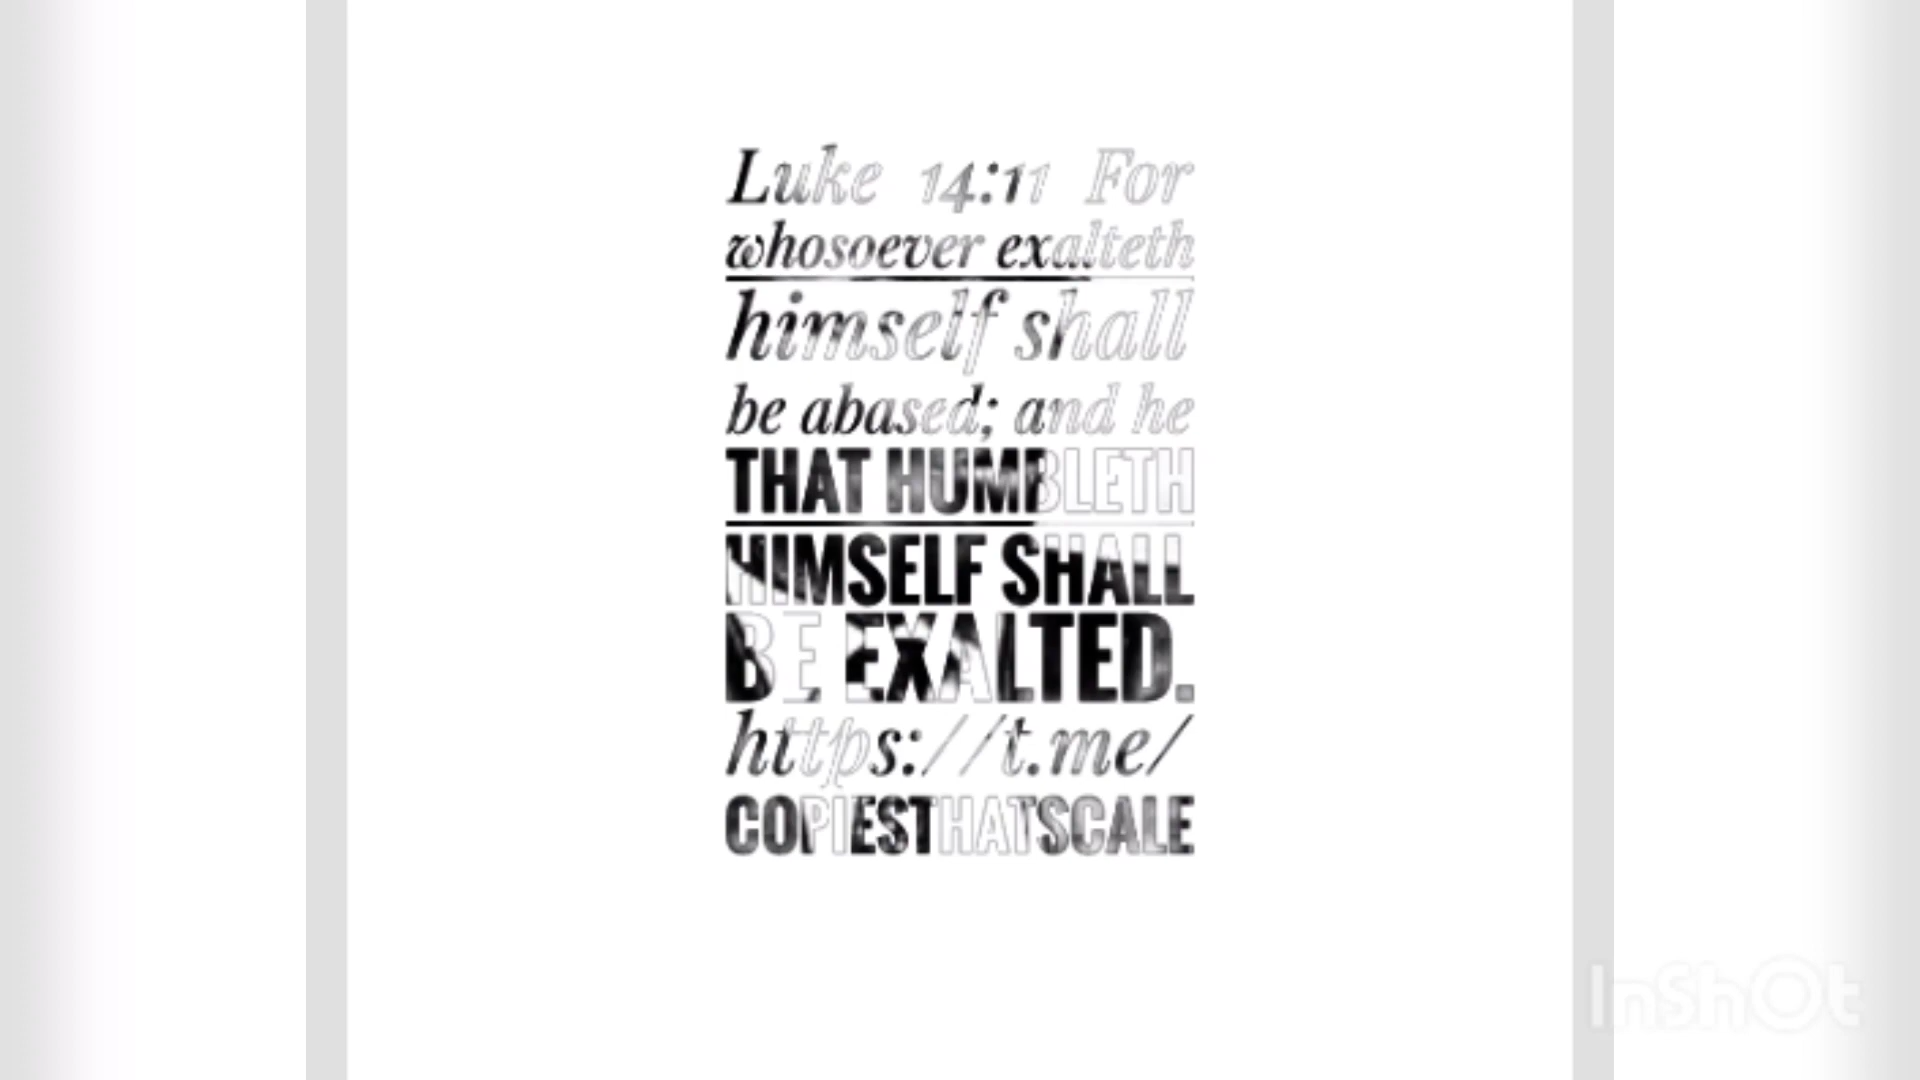 Luke 14:11 For
whosoever exalteth
himself shall
be abased; and he
THAT HUMBLETH
HIMSELF SHALL
BE EXALTED.
https://t.me/
COPIESTHATSCALE
InShOt